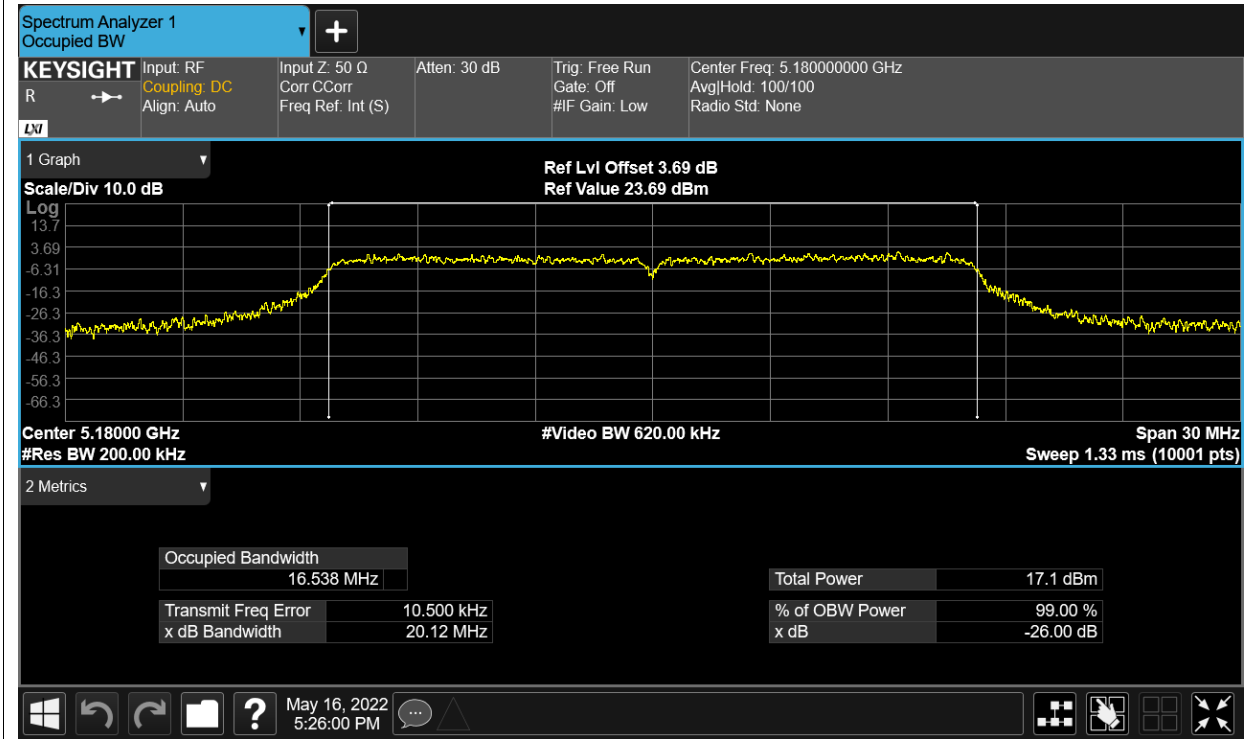 Spectrum Analyzer 1
Occupied BW
+
KEYSIGHT
R
LXI
Input: RF
Coupling: DC
Align: Auto
Input Z: 50 Ω
Corr CCorr
Freq Ref: Int (S)
Atten: 30 dB
Trig: Free Run
Gate: Off
#IF Gain: Low
Center Freq: 5.180000000 GHz
Avg|Hold: 100/100
Radio Std: None
1 Graph
Scale/Div 10.0 dB
Ref Lvl Offset 3.69 dB
Ref Value 23.69 dBm
Log
13.7
3.69
-6.31
-16.3
-26.3
-36.3
-46.3
-56.3
-66.3
Center 5.18000 GHz
#Video BW 620.00 kHz
Span 30 MHz
#Res BW 200.00 kHz
Sweep 1.33 ms (10001 pts)
2 Metrics
Occupied Bandwidth
16.538 MHz
Total Power 17.1 dBm
Transmit Freq Error 10.500 kHz
% of OBW Power 99.00 %
x dB Bandwidth 20.12 MHz
x dB -26.00 dB
?
May 16, 2022
5:26:00 PM